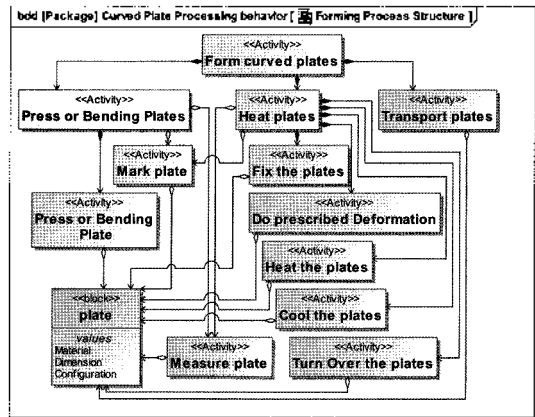 bdd [Package] Curved Plate Processing behavior [ Forming Process Structure ]
<<Activity>>
Form curved plates
<<Activity>>
Press or Bending Plates
<<Activity>>
Heat plates
<<Activity>>
Transport plates
<<Activity>>
Mark plate
<<Activity>>
Fix the plates
<<Activity>>
Press or Bending
Plate
<<Activity>>
Do prescribed Deformation
<<Activity>>
Heat the plates
<<block>>
plate
values
Material
Dimension
Configuration
<<Activity>>
Cool the plates
<<Activity>>
Measure plate
<<Activity>>
Turn Over the plates